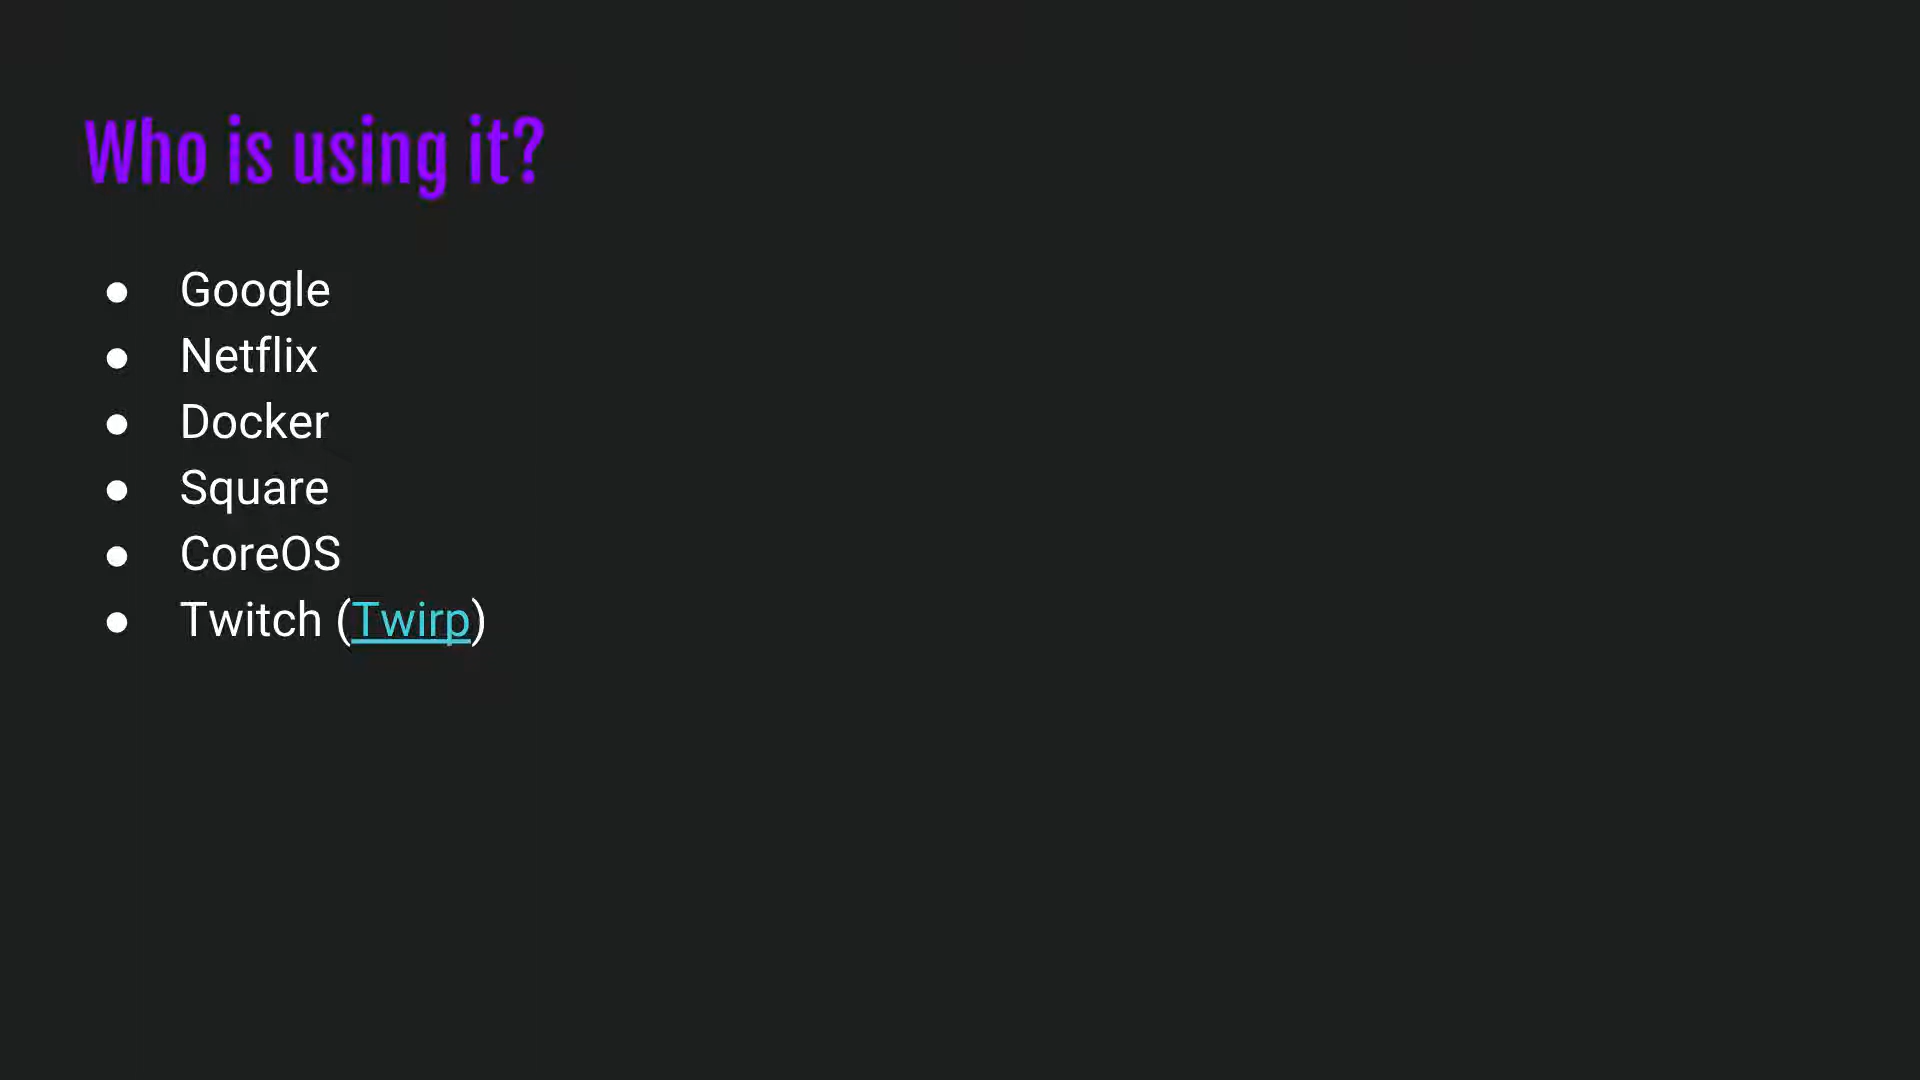 Who is using it?
● Google
● Netflix
● Docker
● Square
● CoreOS
● Twitch (Twirp)